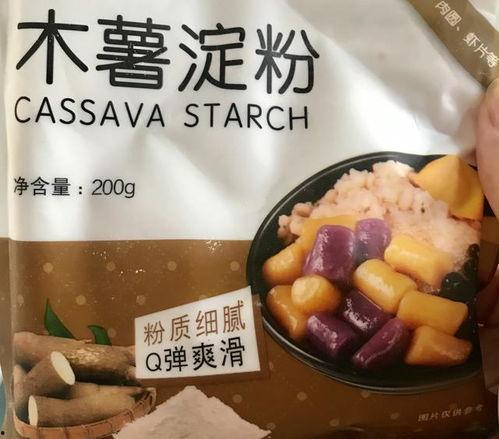 肉圆、虾片等
木薯淀粉
CASSAVA STARCH
净含量：200g
粉质细腻
Q弹爽滑
图片仅供参考